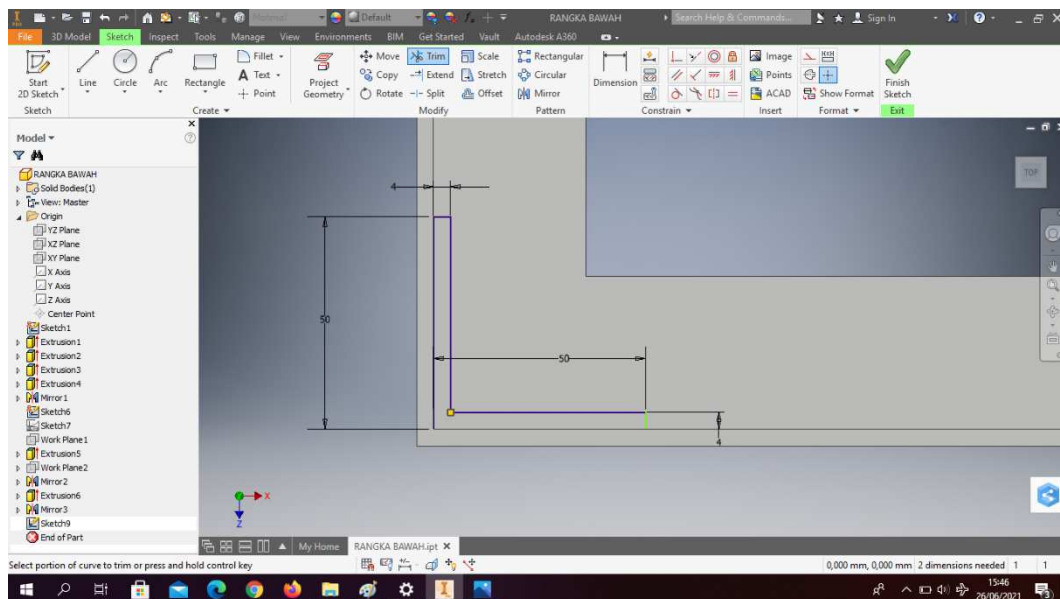 Material
Default
RANGKA BAWAH
Search Help & Commands...
Sign In
File 3D Model Sketch Inspect Tools Manage View Environments BIM Get Started Vault Autodesk A360
Start
2D Sketch
Line
Circle
Arc
Rectangle
Fillet
Text
Point
Project
Geometry
Move
Trim
Scale
Copy
Extend
Stretch
Rotate
Split
Offset
Rectangular
Circular
Mirror
Dimension
Image
Points
ACAD
Show Format
Finish
Sketch
Sketch
Create
Modify
Pattern
Constrain
Insert
Format
Exit
Model
RANGKA BAWAH
Solid Bodies(1)
View: Master
Origin
YZ Plane
XZ Plane
XY Plane
X Axis
Y Axis
Z Axis
Center Point
Sketch1
Extrusion1
Extrusion2
Extrusion3
Extrusion4
Mirror1
Sketch6
Sketch7
Work Plane1
Extrusion5
Work Plane2
Mirror2
Extrusion6
Mirror3
Sketch9
End of Part
4
50
50
4
TOP
X
Z
My Home
RANGKA BAWAH.ipt
Select portion of curve to trim or press and hold control key
0,000 mm, 0,000 mm 2 dimensions needed 1 1
15:46
26/06/2021